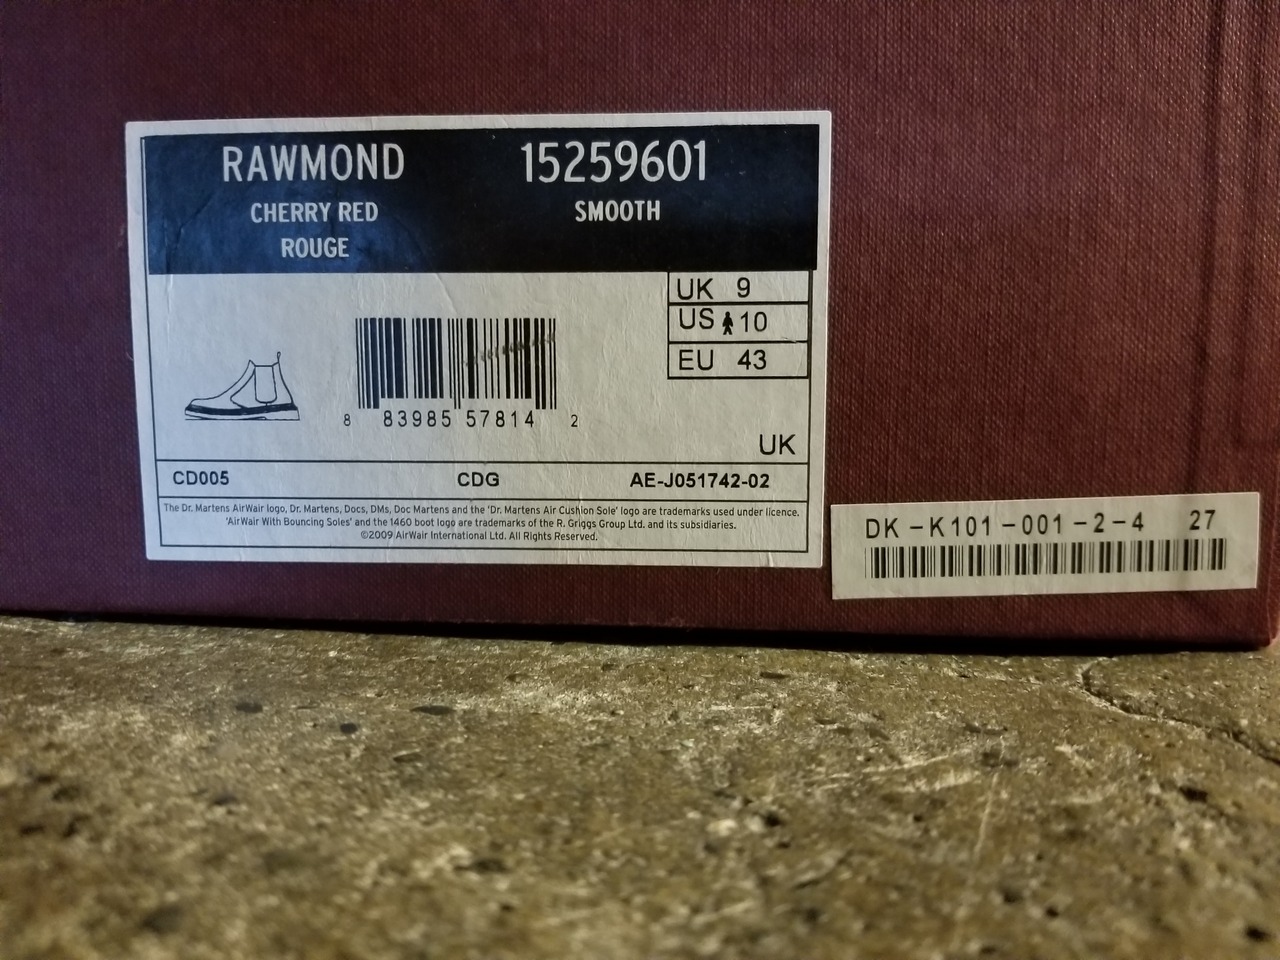 RAWMOND 15259601
CHERRY RED SMOOTH
ROUGE
UK 9
US 10
EU 43
8 83985 57814 2
UK
CD005 CDG AE-J051742-02
The Dr. Martens AirWair logo, Dr. Martens, Docs, DMs, Doc Martens and the 'Dr. Martens Air Cushion Sole' logo are trademarks used under licence.
'AirWair With Bouncing Soles' and the 1460 boot logo are trademarks of the R. Griggs Group Ltd. and its subsidiaries.
©2009 AirWair International Ltd. All Rights Reserved.
DK-K101-001-2-4 27